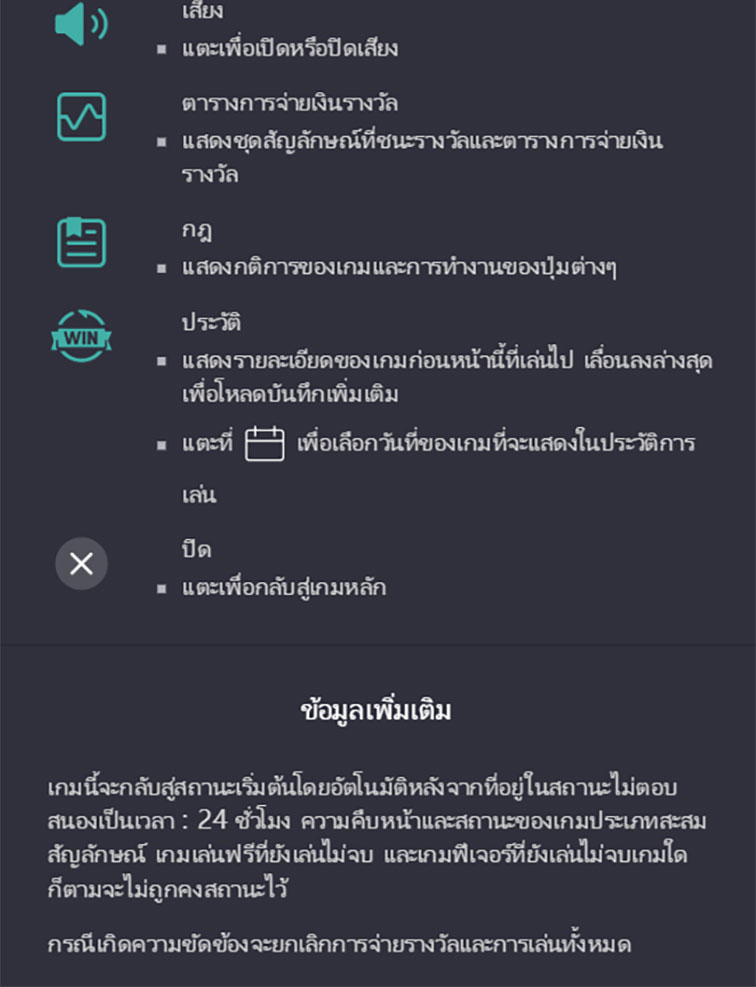 เสียง
แตะเพื่อเปิดหรือปิดเสียง
ตารางการจ่ายเงินรางวัล
แสดงชุดสัญลักษณ์ที่ชนะรางวัลและตารางการจ่ายเงิน
รางวัล
กฎ
แสดงกติการของเกมและการทำงานของปุ่มต่างๆ
WIN
ประวัติ
แสดงรายละเอียดของเกมก่อนหน้านี้ที่เล่นไป เลื่อนลงล่างสุด
เพื่อโหลดบันทึกเพิ่มเติม
แตะที่ เพื่อเลือกวันที่ของเกมที่จะแสดงในประวัติการ
เล่น
ปิด
แตะเพื่อกลับสู่เกมหลัก
ข้อมูลเพิ่มเติม
เกมนี้จะกลับสู่สถานะเริ่มต้นโดยอัตโนมัติหลังจากที่อยู่ในสถานะไม่ตอบ
สนองเป็นเวลา : 24 ชั่วโมง ความคืบหน้าและสถานะของเกมประเภทสะสม
สัญลักษณ์ เกมเล่นฟรีที่ยังเล่นไม่จบ และเกมฟีเจอร์ที่ยังเล่นไม่จบเกมใด
ก็ตามจะไม่ถูกคงสถานะไว้
กรณีเกิดความขัดข้องจะยกเลิกการจ่ายรางวัลและการเล่นทั้งหมด